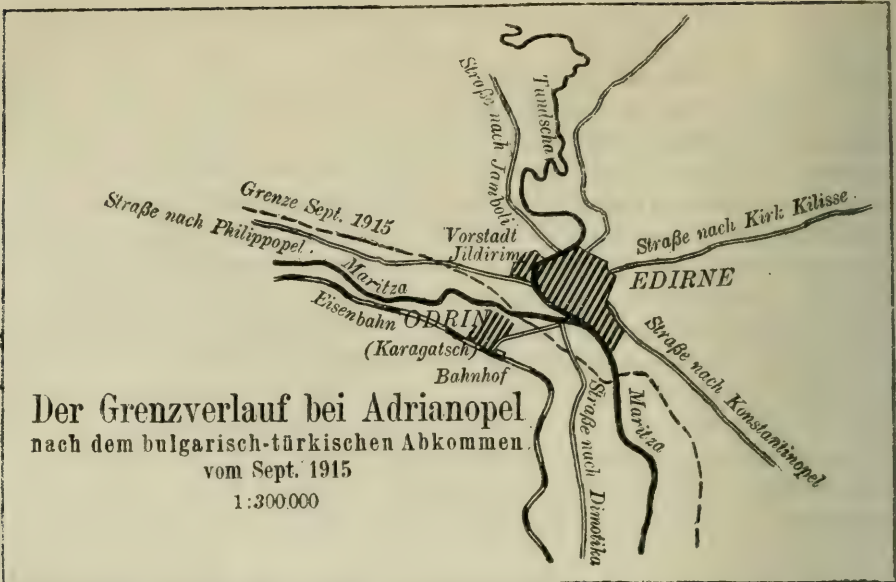 Straße nach Jamboli
Tundscha
Grenze Sept. 1915
Straße nach Philippopel.
Vorstadt
Jildirim
Straße nach Kirk Kilisse.
EDIRNE
Maritza
Eisenbahn
ODRIN
(Karagatsch)
Bahnhof
Straße nach Konstantinopel
Straße nach Dimotika
Maritza
Der Grenzverlauf bei Adrianopel
nach dem bulgarisch-türkischen Abkommen
vom Sept. 1915
1:300.000